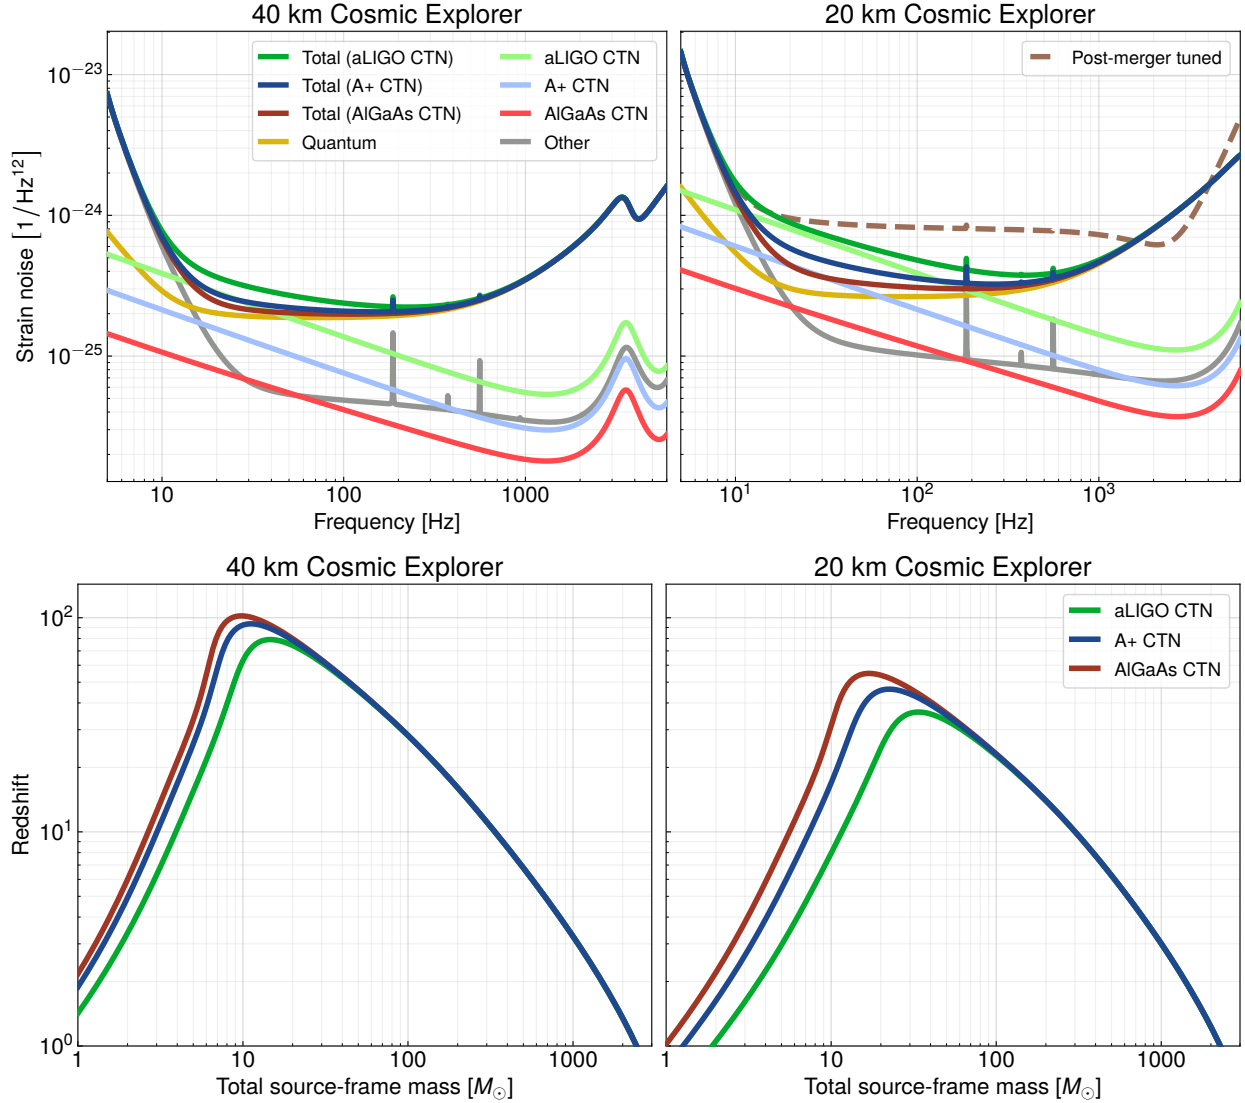 40 km Cosmic Explorer
20 km Cosmic Explorer
Total (aLIGO CTN)
Total (A+ CTN)
Total (AlGaAs CTN)
Quantum
aLIGO CTN
A+ CTN
AlGaAs CTN
Other
Post-merger tuned
Strain noise [1/Hz^12]
10^−23
10^−24
10^−25
10
100
1000
Frequency [Hz]
10^1
10^2
10^3
Frequency [Hz]
40 km Cosmic Explorer
20 km Cosmic Explorer
aLIGO CTN
A+ CTN
AlGaAs CTN
Redshift
10^2
10^1
10^0
1
10
100
1000
Total source-frame mass [M☉]
1
10
100
1000
Total source-frame mass [M☉]